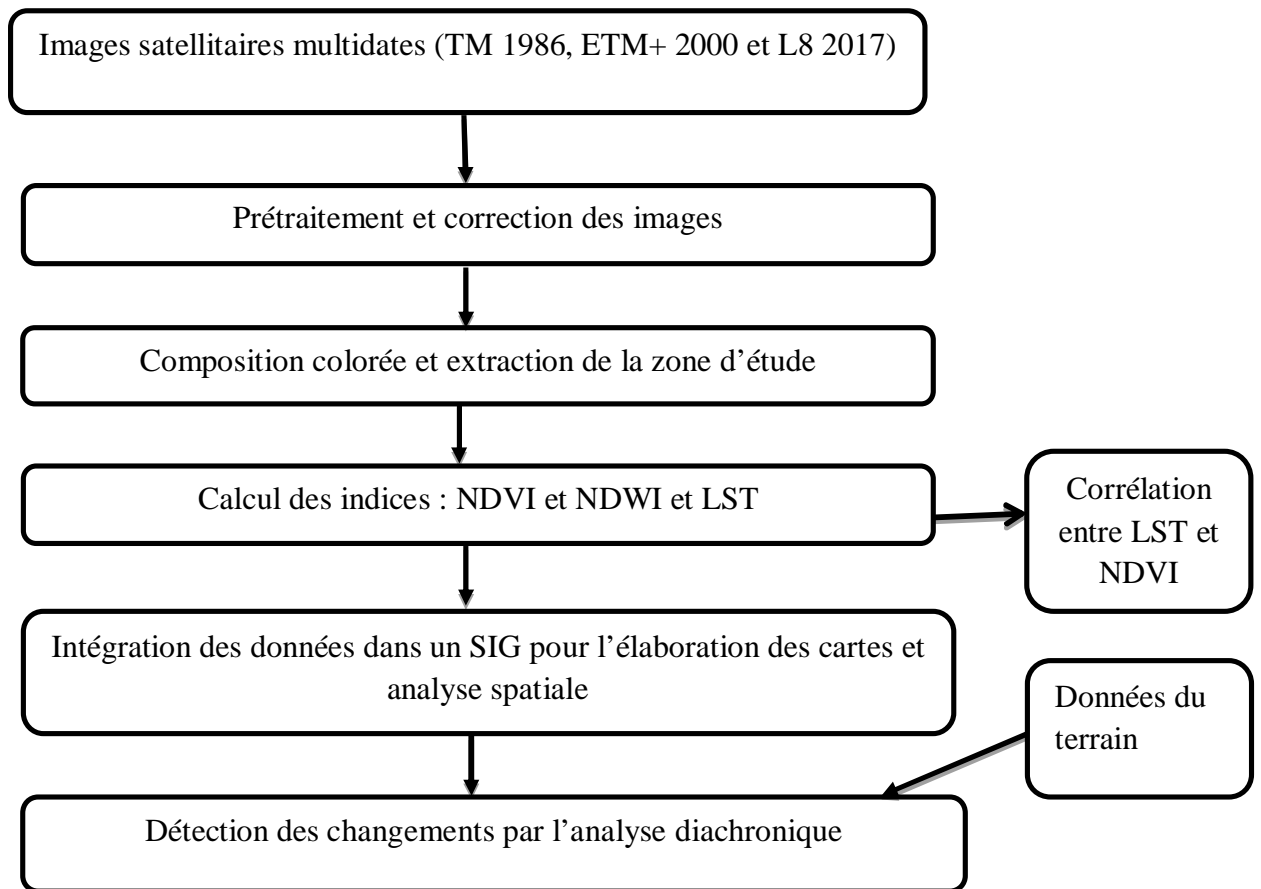 Images satellitaires multidates (TM 1986, ETM+ 2000 et L8 2017)
Prétraitement et correction des images
Composition colorée et extraction de la zone d’étude
Calcul des indices : NDVI et NDWI et LST
Corrélation
entre LST et
NDVI
Intégration des données dans un SIG pour l’élaboration des cartes et
analyse spatiale
Données du
terrain
Détection des changements par l’analyse diachronique